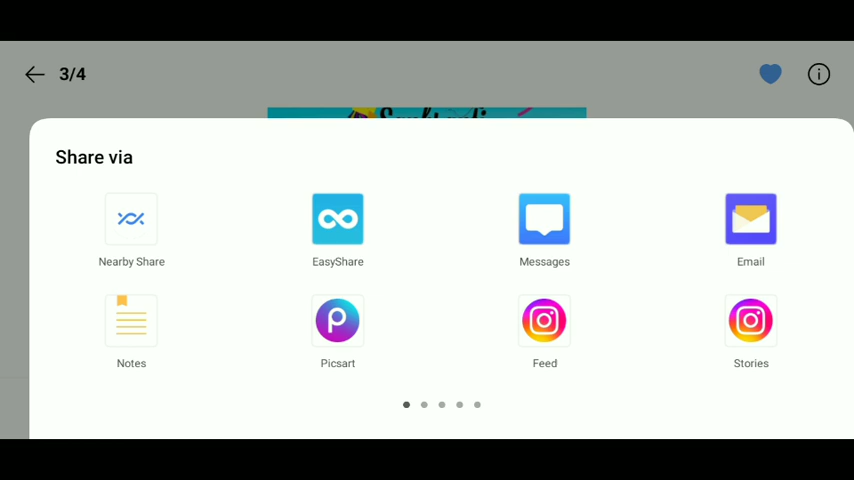 3/4
Share via
Nearby Share
EasyShare
Messages
Email
Notes
Picsart
Feed
Stories